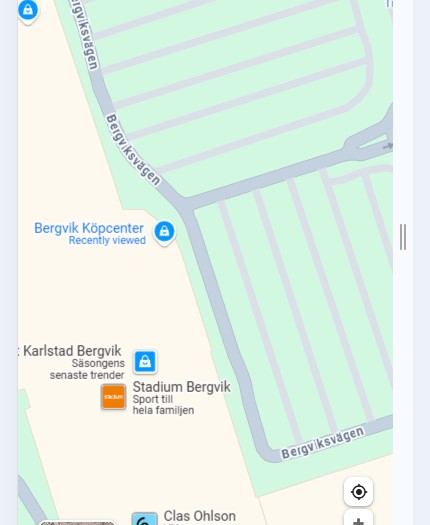 Bergviksvägen
Bergviksvägen
Bergvik Köpcenter
Recently viewed
Karlstad Bergvik
Säsongens
senaste trender
Stadium Bergvik
Sport till
hela familjen
Bergviksvägen
Clas Ohlson